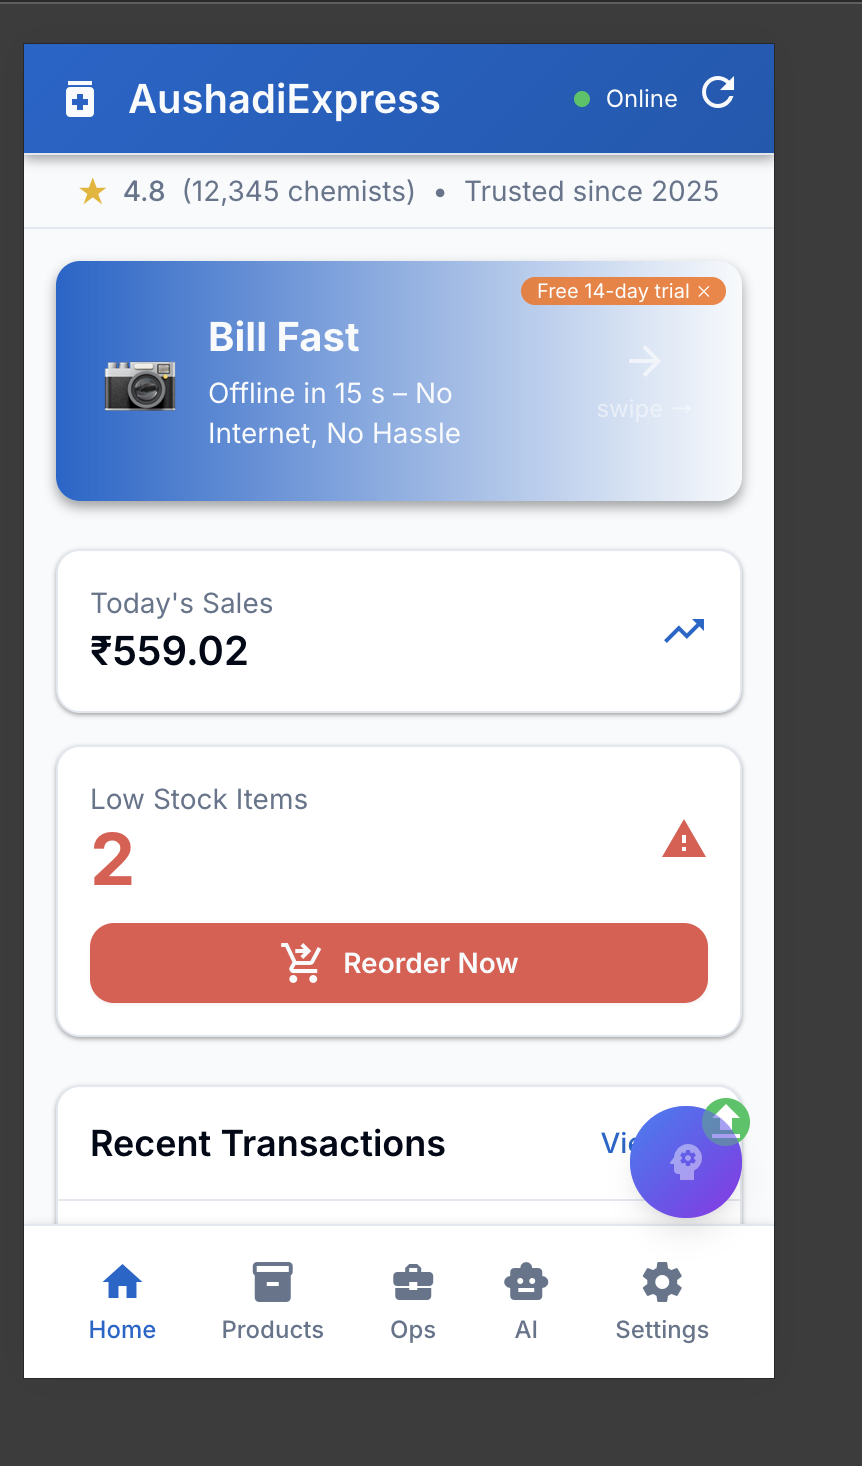 AushadiExpress
Online
★ 4.8 (12,345 chemists) • Trusted since 2025
Free 14-day trial ×
Bill Fast
Offline in 15 s – No
Internet, No Hassle
swipe →
Today's Sales
₹559.02
Low Stock Items
2
Reorder Now
Recent Transactions
Home
Products
Ops
AI
Settings